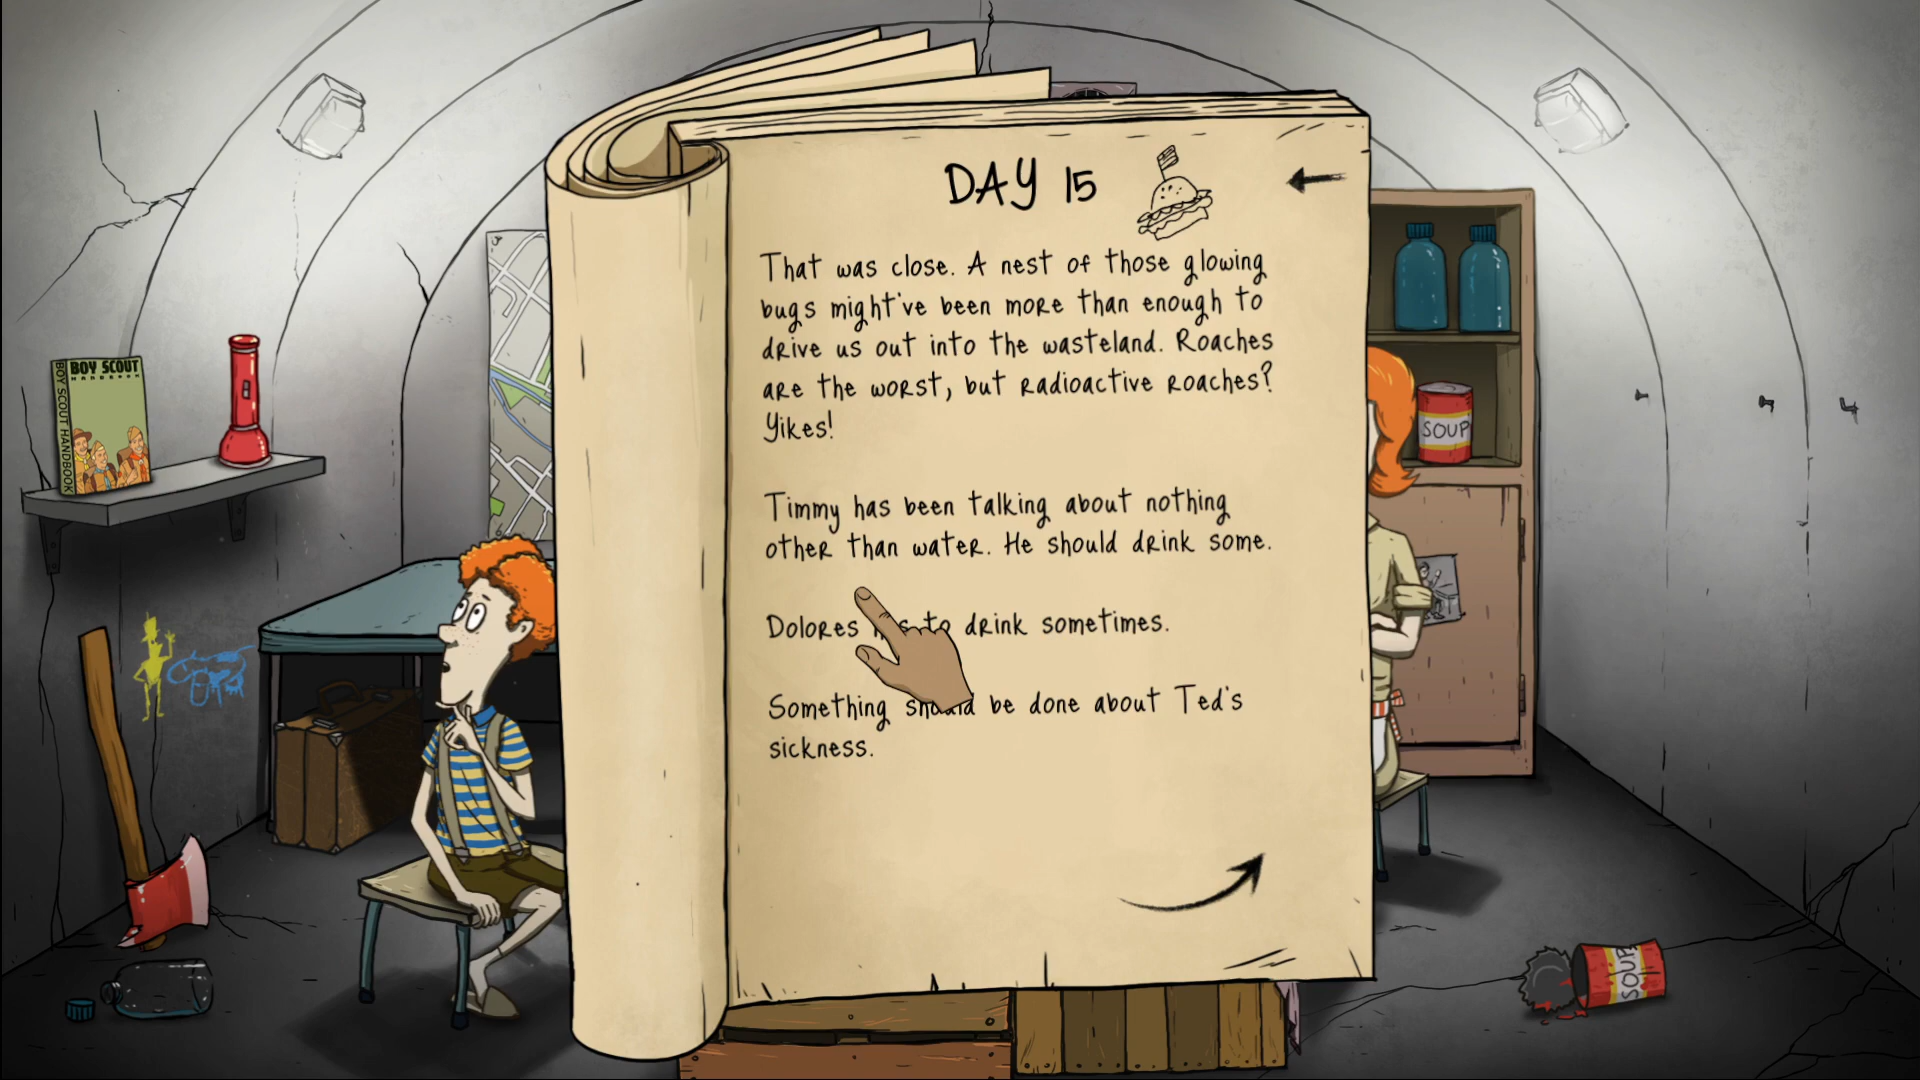 DAY 15
That was close. A nest of those glowing
bugs might've been more than enough to
drive us out into the wasteland. Roaches
are the worst, but radioactive roaches?
Yikes!
Timmy has been talking about nothing
other than water. He should drink some.
Dolores to drink sometimes.
Something be done about Ted's
sickness.
BOY SCOUT
HANDBOOK
BOY SCOUT HANDBOOK
SOUP
SOUP